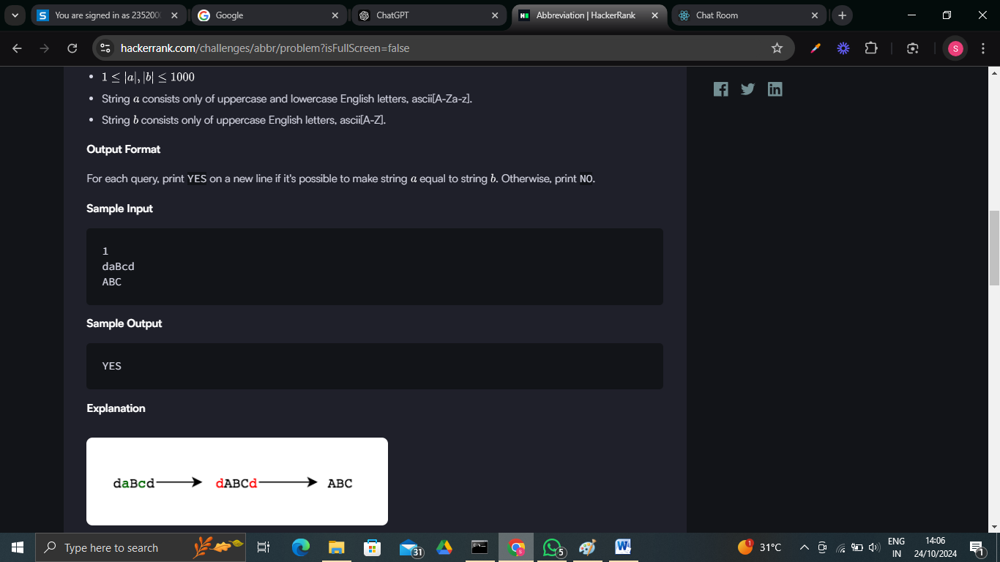 You are signed in as 235200
Google
ChatGPT
Abbreviation | HackerRank
Chat Room
hackerrank.com/challenges/abbr/problem?isFullScreen=false
S
• 1 ≤ |a|, |b| ≤ 1000
• String a consists only of uppercase and lowercase English letters, ascii[A-Za-z].
• String b consists only of uppercase English letters, ascii[A-Z].
Output Format
For each query, print YES on a new line if it's possible to make string a equal to string b. Otherwise, print NO.
Sample Input
1
daBcd
ABC
Sample Output
YES
Explanation
daBcd dABCd ABC
Type here to search
31
5
1
31°C
ENG
IN
14:06
24/10/2024
1